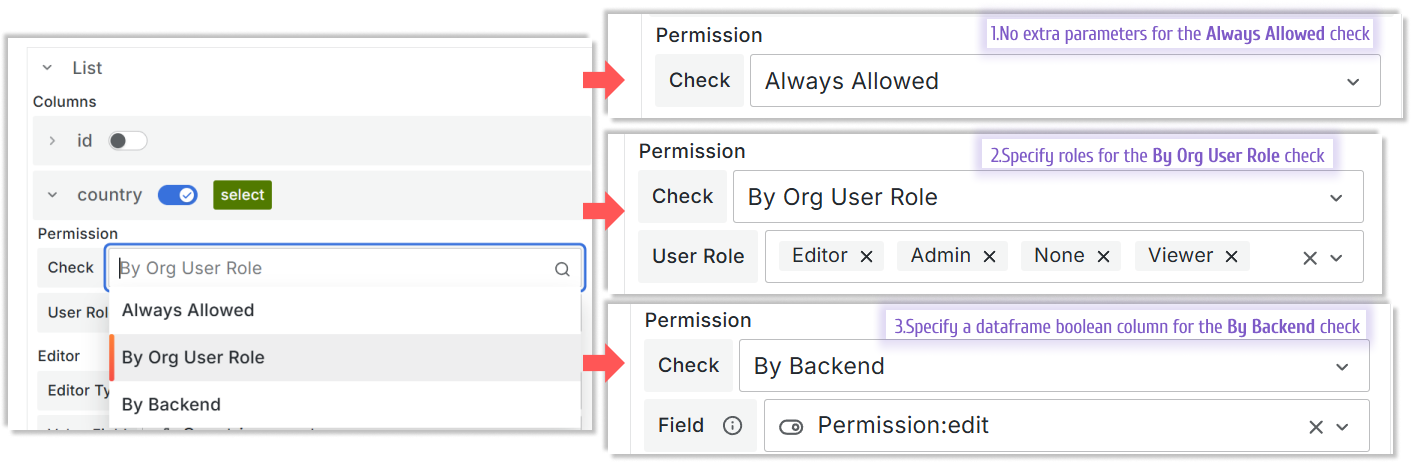 List
Columns
id
country select
Permission
Check By Org User Role
Always Allowed
User Rol
By Org User Role
Editor
Editor Ty
By Backend
Permission
1.No extra parameters for the Always Allowed check
Check Always Allowed
Permission
2.Specify roles for the By Org User Role check
Check By Org User Role
User Role Editor Admin None Viewer
Permission
3.Specify a dataframe boolean column for the By Backend check
Check By Backend
Field Permission:edit